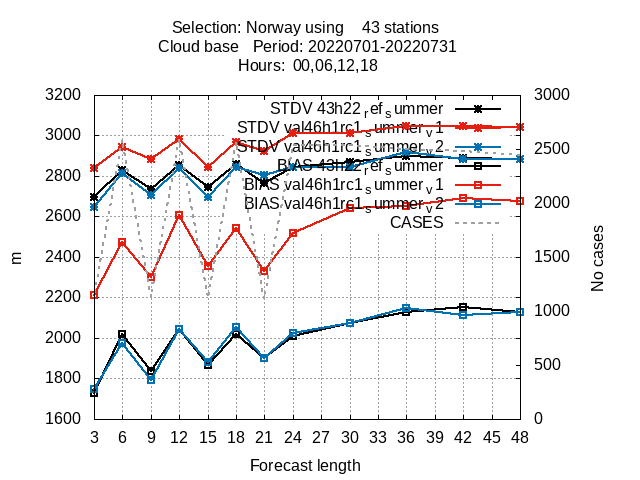 Selection: Norway using    43 stations
Cloud base   Period: 20220701-20220731
Hours:  00,06,12,18
3200
3000
2800
2600
2400
2200
2000
1800
1600
m
STDV 43h22_ref_summer
STDV val46h1rc1_summer_v1
STDV val46h1rc1_summer_v2
BIAS 43h22_ref_summer
BIAS val46h1rc1_summer_v1
BIAS val46h1rc1_summer_v2
CASES
3000
2500
2000
1500
1000
500
0
No cases
3 6 9 12 15 18 21 24 27 30 33 36 39 42 45 48
Forecast length